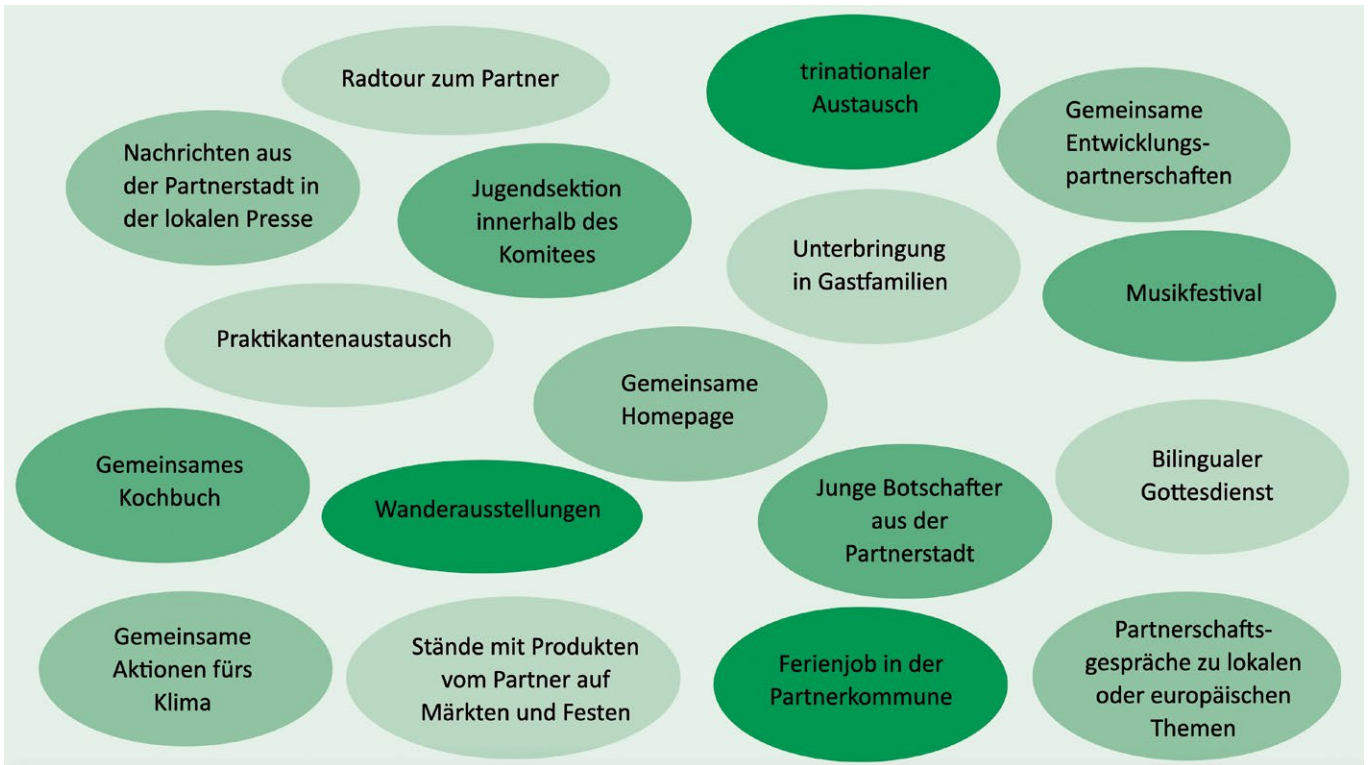 Radtour zum Partner
trinationaler
Austausch
Gemeinsame
Entwicklungs-
partnerschaften
Nachrichten aus
der Partnerstadt in
der lokalen Presse
Jugendsektion
innerhalb des
Komitees
Unterbringung
in Gastfamilien
Musikfestival
Praktikantenaustausch
Gemeinsame
Homepage
Gemeinsames
Kochbuch
Wanderausstellungen
Junge Botschafter
aus der
Partnerstadt
Bilingualer
Gottesdienst
Gemeinsame
Aktionen fürs
Klima
Stände mit Produkten
vom Partner auf
Märkten und Festen
Ferienjob in der
Partnerkommune
Partnerschafts-
gespräche zu lokalen
oder europäischen
Themen